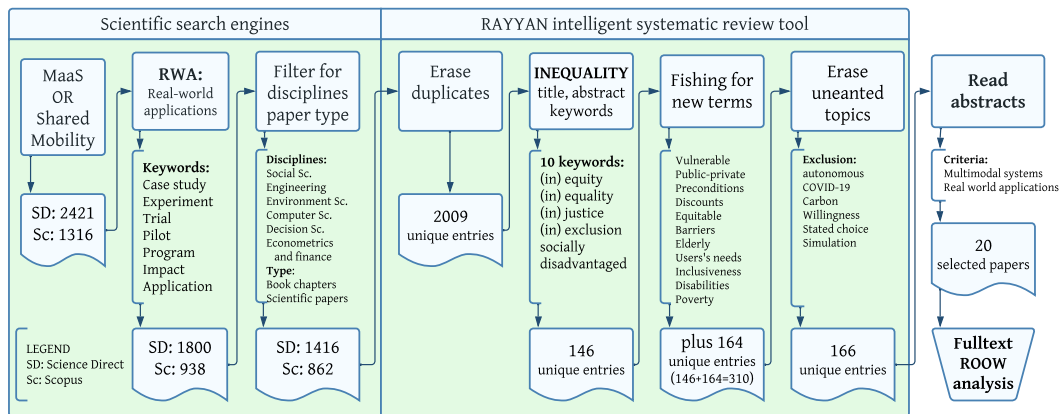 Scientific search engines
RAYYAN intelligent systematic review tool
MaaS
OR
Shared
Mobility
SD: 2421
Sc: 1316
RWA:
Real-world
applications
Keywords:
Case study
Experiment
Trial
Pilot
Program
Impact
Application
SD: 1800
Sc: 938
Filter for
disciplines
paper type
Disciplines:
Social Sc.
Engineering
Environment Sc.
Computer Sc.
Decision Sc.
Econometrics
and finance
Type:
Book chapters
Scientific papers
SD: 1416
Sc: 862
Erase
duplicates
2009
unique entries
INEQUALITY
title, abstract
keywords
10 keywords:
(in) equity
(in) equality
(in) justice
(in) exclusion
socially
disadvantaged
146
unique entries
Fishing for
new terms
Vulnerable
Public-private
Preconditions
Discounts
Equitable
Barriers
Elderly
Users's needs
Inclusiveness
Disabilities
Poverty
plus 164
unique entries
(146+164=310)
Erase
uneanted
topics
Exclusion:
autonomous
COVID-19
Carbon
Willingness
Stated choice
Simulation
166
unique entries
Read
abstracts
Criteria:
Multimodal systems
Real world applications
20
selected papers
Fulltext
ROOW
analysis
LEGEND
SD: Science Direct
Sc: Scopus